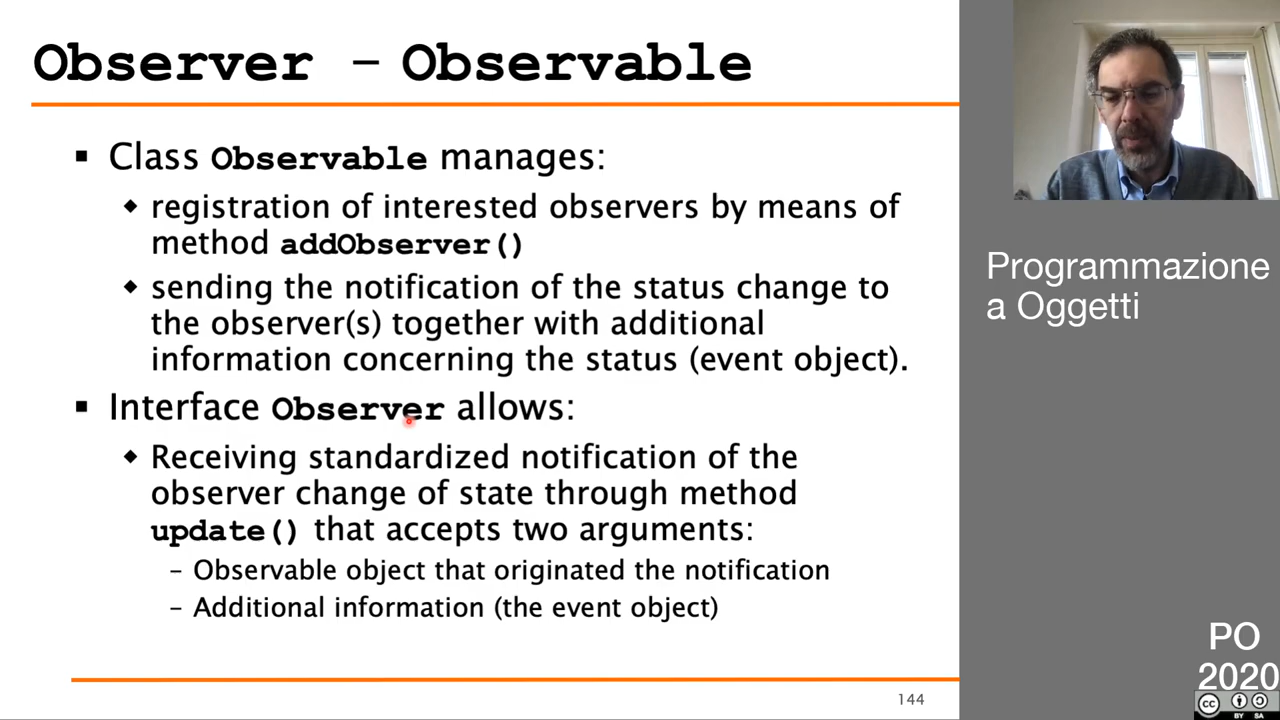 Observer – Observable
▪ Class Observable manages:
◆ registration of interested observers by means of
method addObserver()
◆ sending the notification of the status change to
the observer(s) together with additional
information concerning the status (event object).
▪ Interface Observer allows:
◆ Receiving standardized notification of the
observer change of state through method
update() that accepts two arguments:
– Observable object that originated the notification
– Additional information (the event object)
144
Programmazione
a Oggetti
PO
2020
cc
BY SA